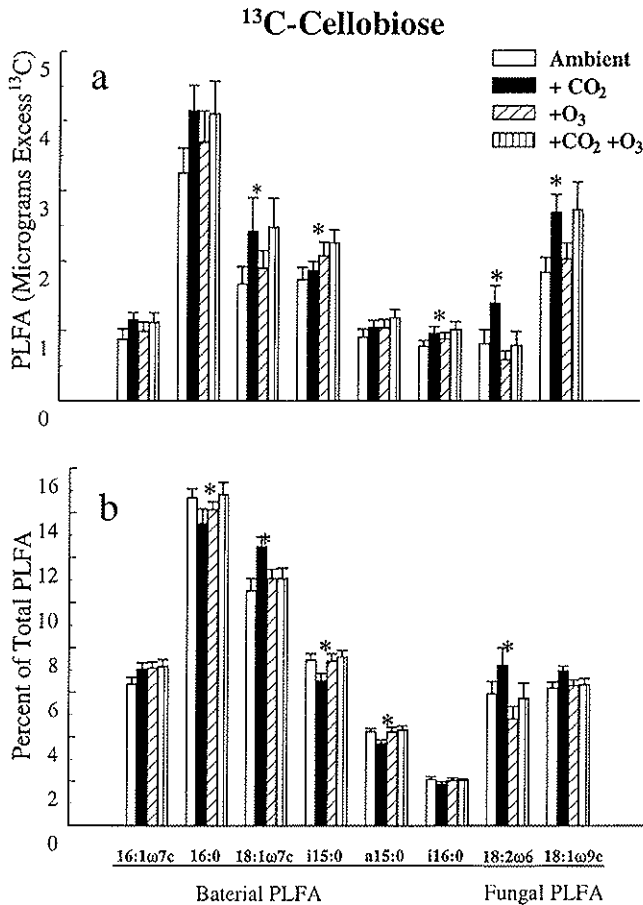 ¹³C-Cellobiose
a
Ambient
+ CO₂
+O₃
+CO₂ +O₃
PLFA (Micrograms Excess¹³C)
5
4
3
2
1
0
* * * * *
b
Percent of Total PLFA
16
14
12
10
8
6
4
2
0
* * * * *
16:1ω7c 16:0 18:1ω7c i15:0 a15:0 i16:0 18:2ω6 18:1ω9c
Baterial PLFA Fungal PLFA